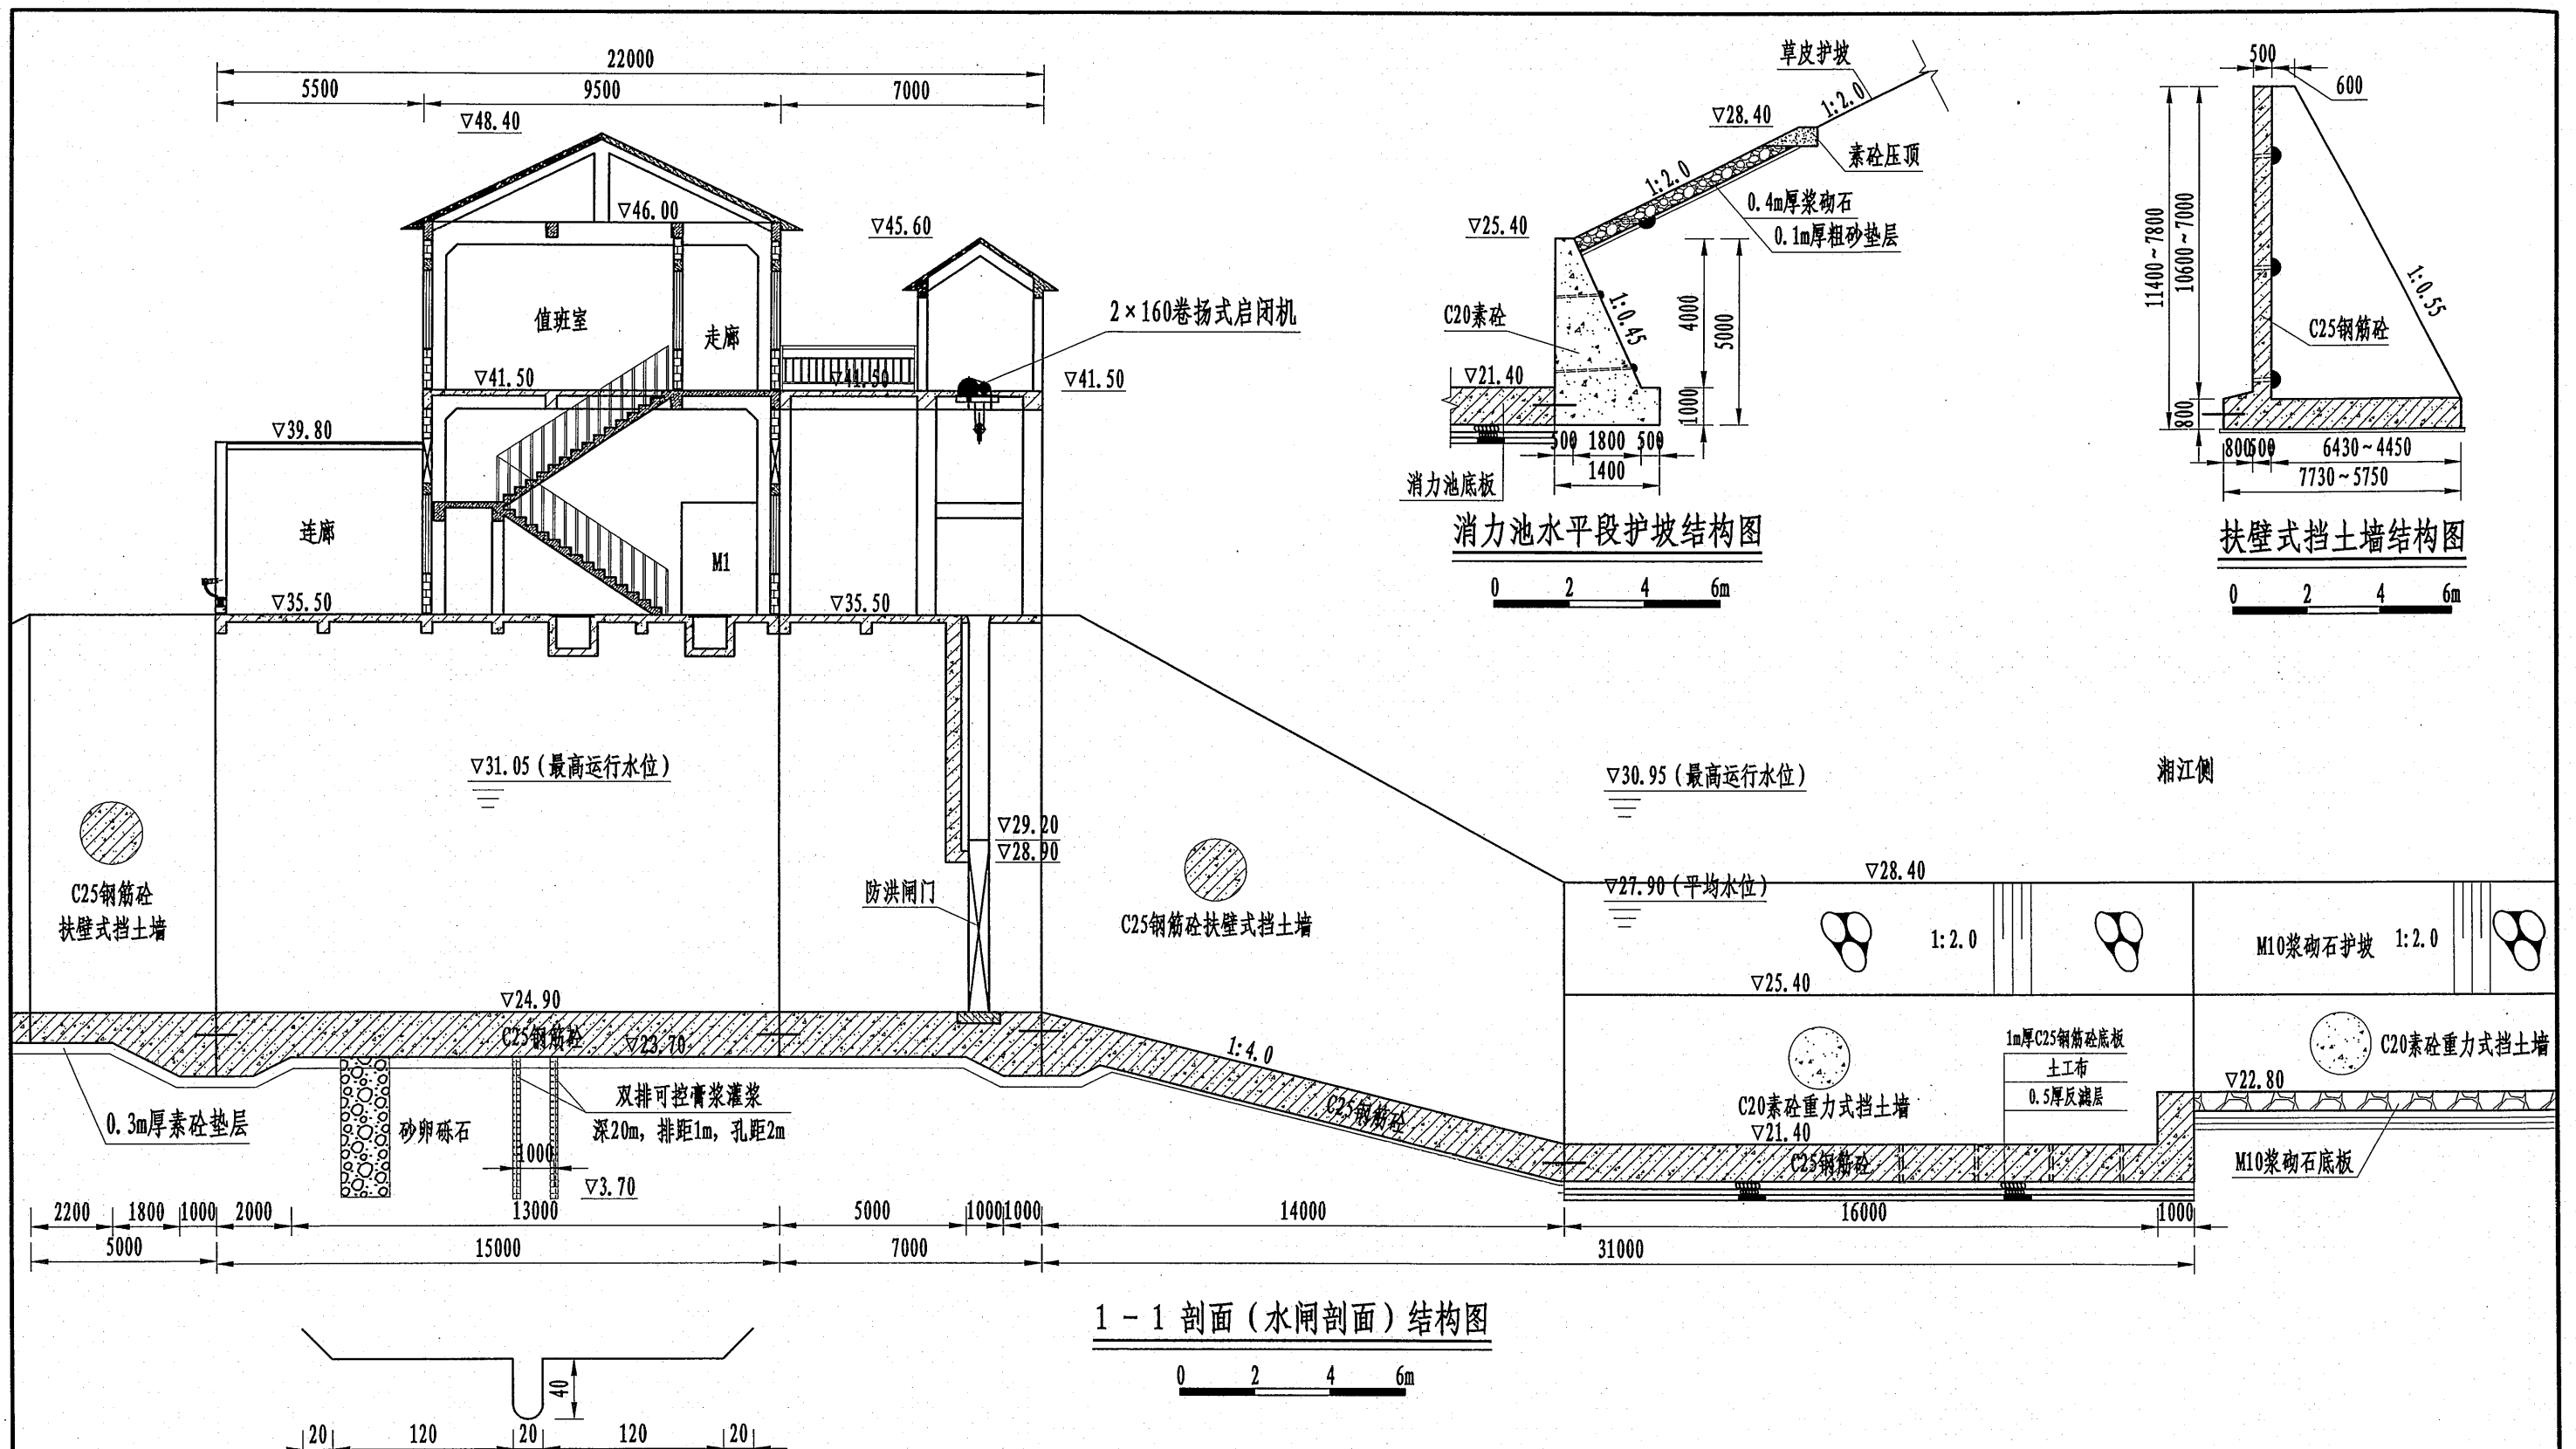 22000
5500
9500
7000
▽48.40
▽46.00
▽45.60
值班室
走廊
2×160卷扬式启闭机
▽41.50
▽41.50
▽41.50
▽39.80
连廊
M1
▽35.50
▽35.50
▽31.05（最高运行水位）
▽29.20
▽28.90
防洪闸门
C25钢筋砼
扶壁式挡土墙
C25钢筋砼扶壁式挡土墙
▽24.90
C25钢筋砼
▽23.70
0.3m厚素砼垫层
砂卵砾石
双排可控膏浆灌浆
深20m，排距1m，孔距2m
1000
▽3.70
1:4.0
C25钢筋砼
▽30.95（最高运行水位）
湘江侧
▽28.40
▽27.90（平均水位）
1:2.0
M10浆砌石护坡
1:2.0
▽25.40
1m厚C25钢筋砼底板
土工布
0.5厚反滤层
C20素砼重力式挡土墙
C20素砼重力式挡土墙
▽22.80
▽21.40
C25钢筋砼
M10浆砌石底板
2200
1800
1000
2000
13000
5000
1000
1000
14000
16000
1000
5000
15000
7000
31000
1－1 剖面（水闸剖面）结构图
0 2 4 6m
40
20
120
20
120
20
草皮护坡
1:2.0
▽28.40
素砼压顶
1:2.0
0.4m厚浆砌石
0.1m厚粗砂垫层
▽25.40
C20素砼
1:0.45
4000
5000
1000
▽21.40
500
1800
500
1400
消力池底板
消力池水平段护坡结构图
0 2 4 6m
500
600
11400~7800
10600~7000
800
1:0.55
C25钢筋砼
800
600
6430~4450
7730~5750
扶壁式挡土墙结构图
0 2 4 6m